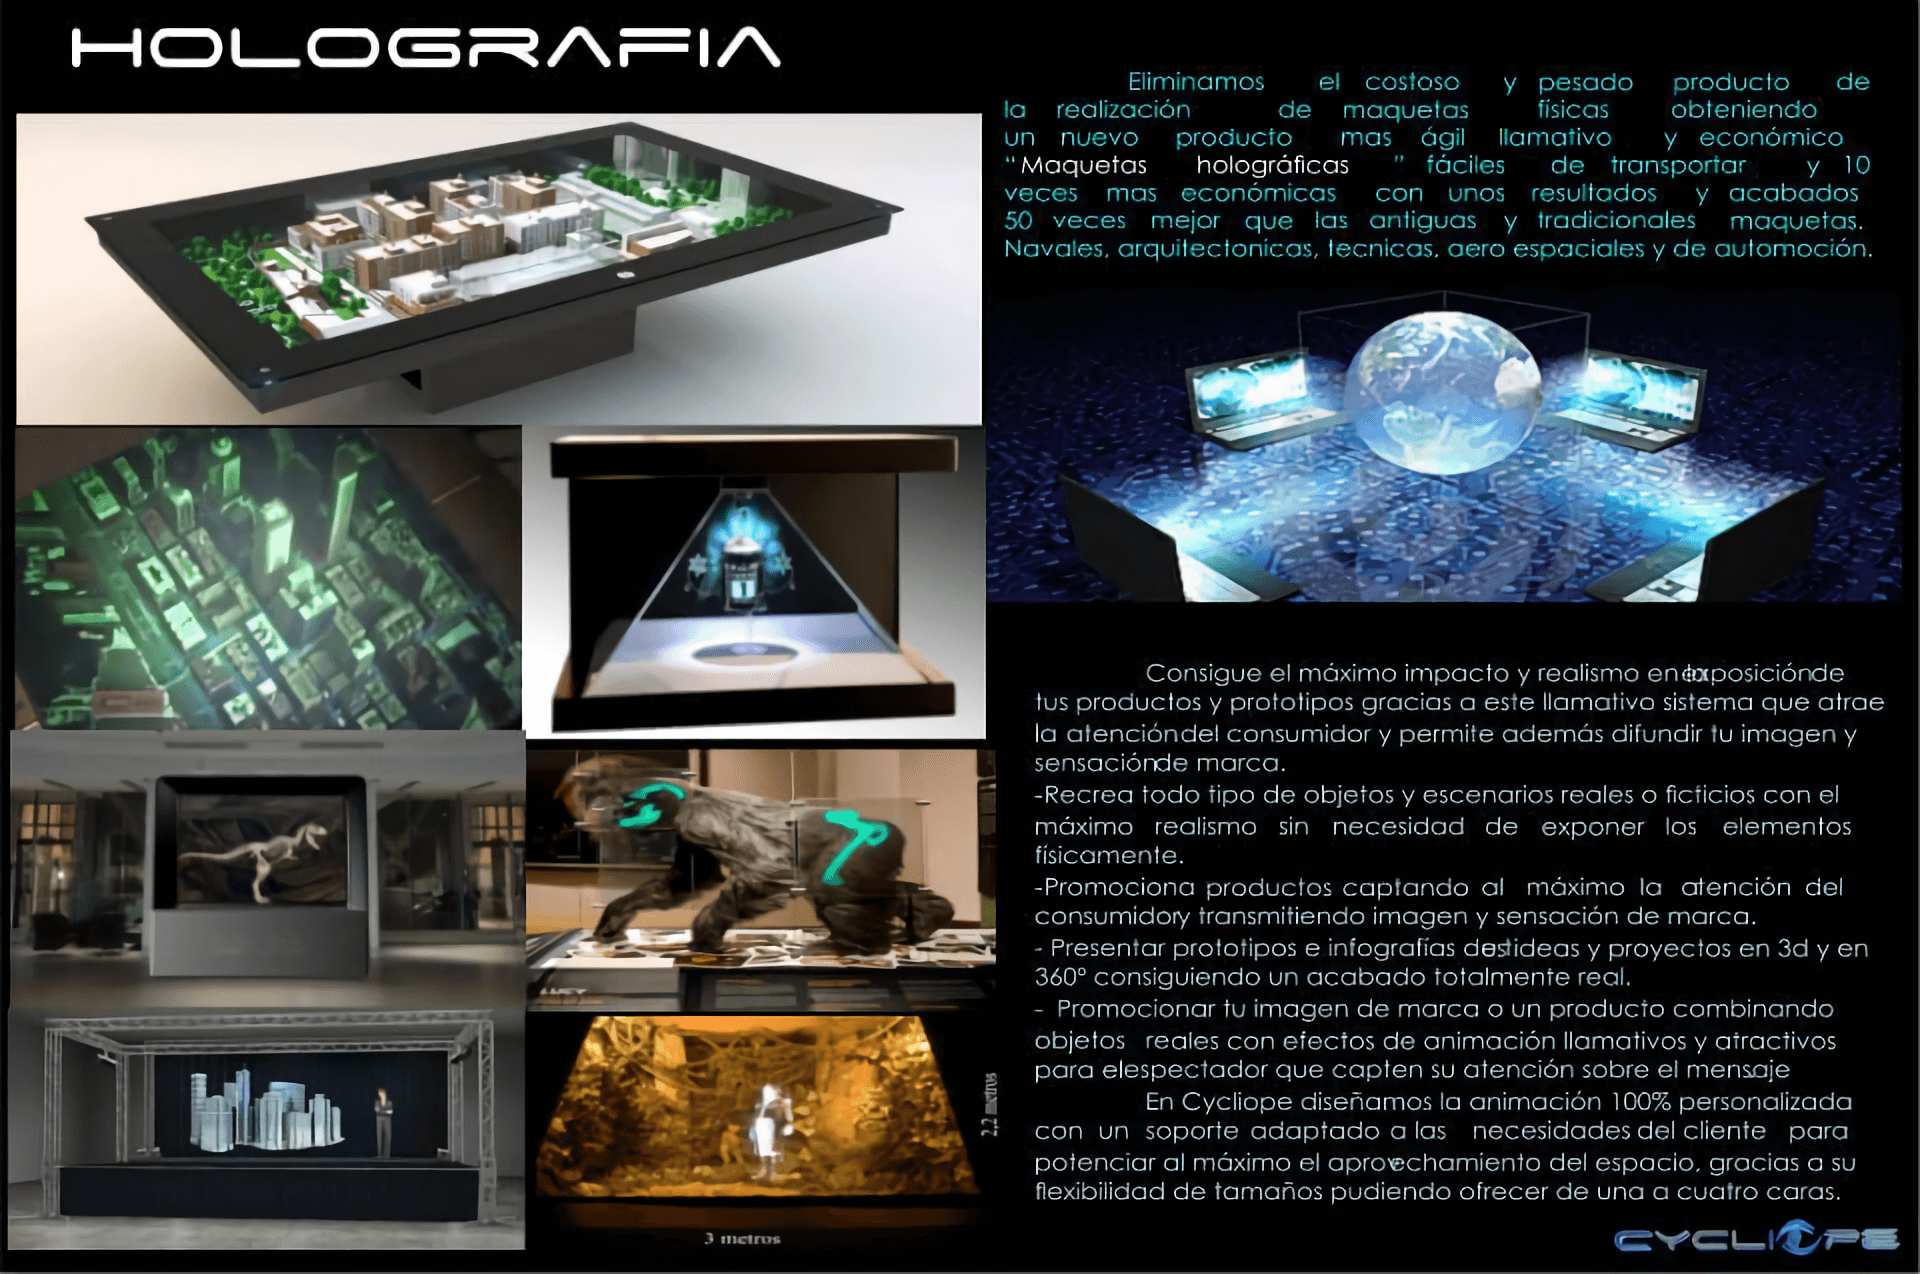 HOLOGRAFIA
Eliminamos el costoso y pesado producto de
la realización de maquetas físicas obteniendo
un nuevo producto mas ágil llamativo y económico
“Maquetas holográficas ” fáciles de transportar y 10
veces mas económicas con unos resultados y acabados
50 veces mejor que las antiguas y tradicionales maquetas.
Navales, arquitectonicas, tecnicas, aero espaciales y de automoción.
Consigue el máximo impacto y realismo en la exposiciónde
tus productos y prototipos gracias a este llamativo sistema que atrae
la atencióndel consumidor y permite además difundir tu imagen y
sensaciónde marca.
-Recrea todo tipo de objetos y escenarios reales o ficticios con el
máximo realismo sin necesidad de exponer los elementos
físicamente.
-Promociona productos captando al máximo la atención del
consumidory transmitiendo imagen y sensación de marca.
- Presentar prototipos e infografías de ideas y proyectos en 3d y en
360º consiguiendo un acabado totalmente real.
- Promocionar tu imagen de marca o un producto combinando
objetos reales con efectos de animación llamativos y atractivos
para elespectador que capten su atención sobre el mensaje
En Cycliope diseñamos la animación 100% personalizada
con un soporte adaptado a las necesidades del cliente para
potenciar al máximo el aprovechamiento del espacio, gracias a su
flexibilidad de tamaños pudiendo ofrecer de una a cuatro caras.
2,2 metros
3 metros
CYCLIOPE